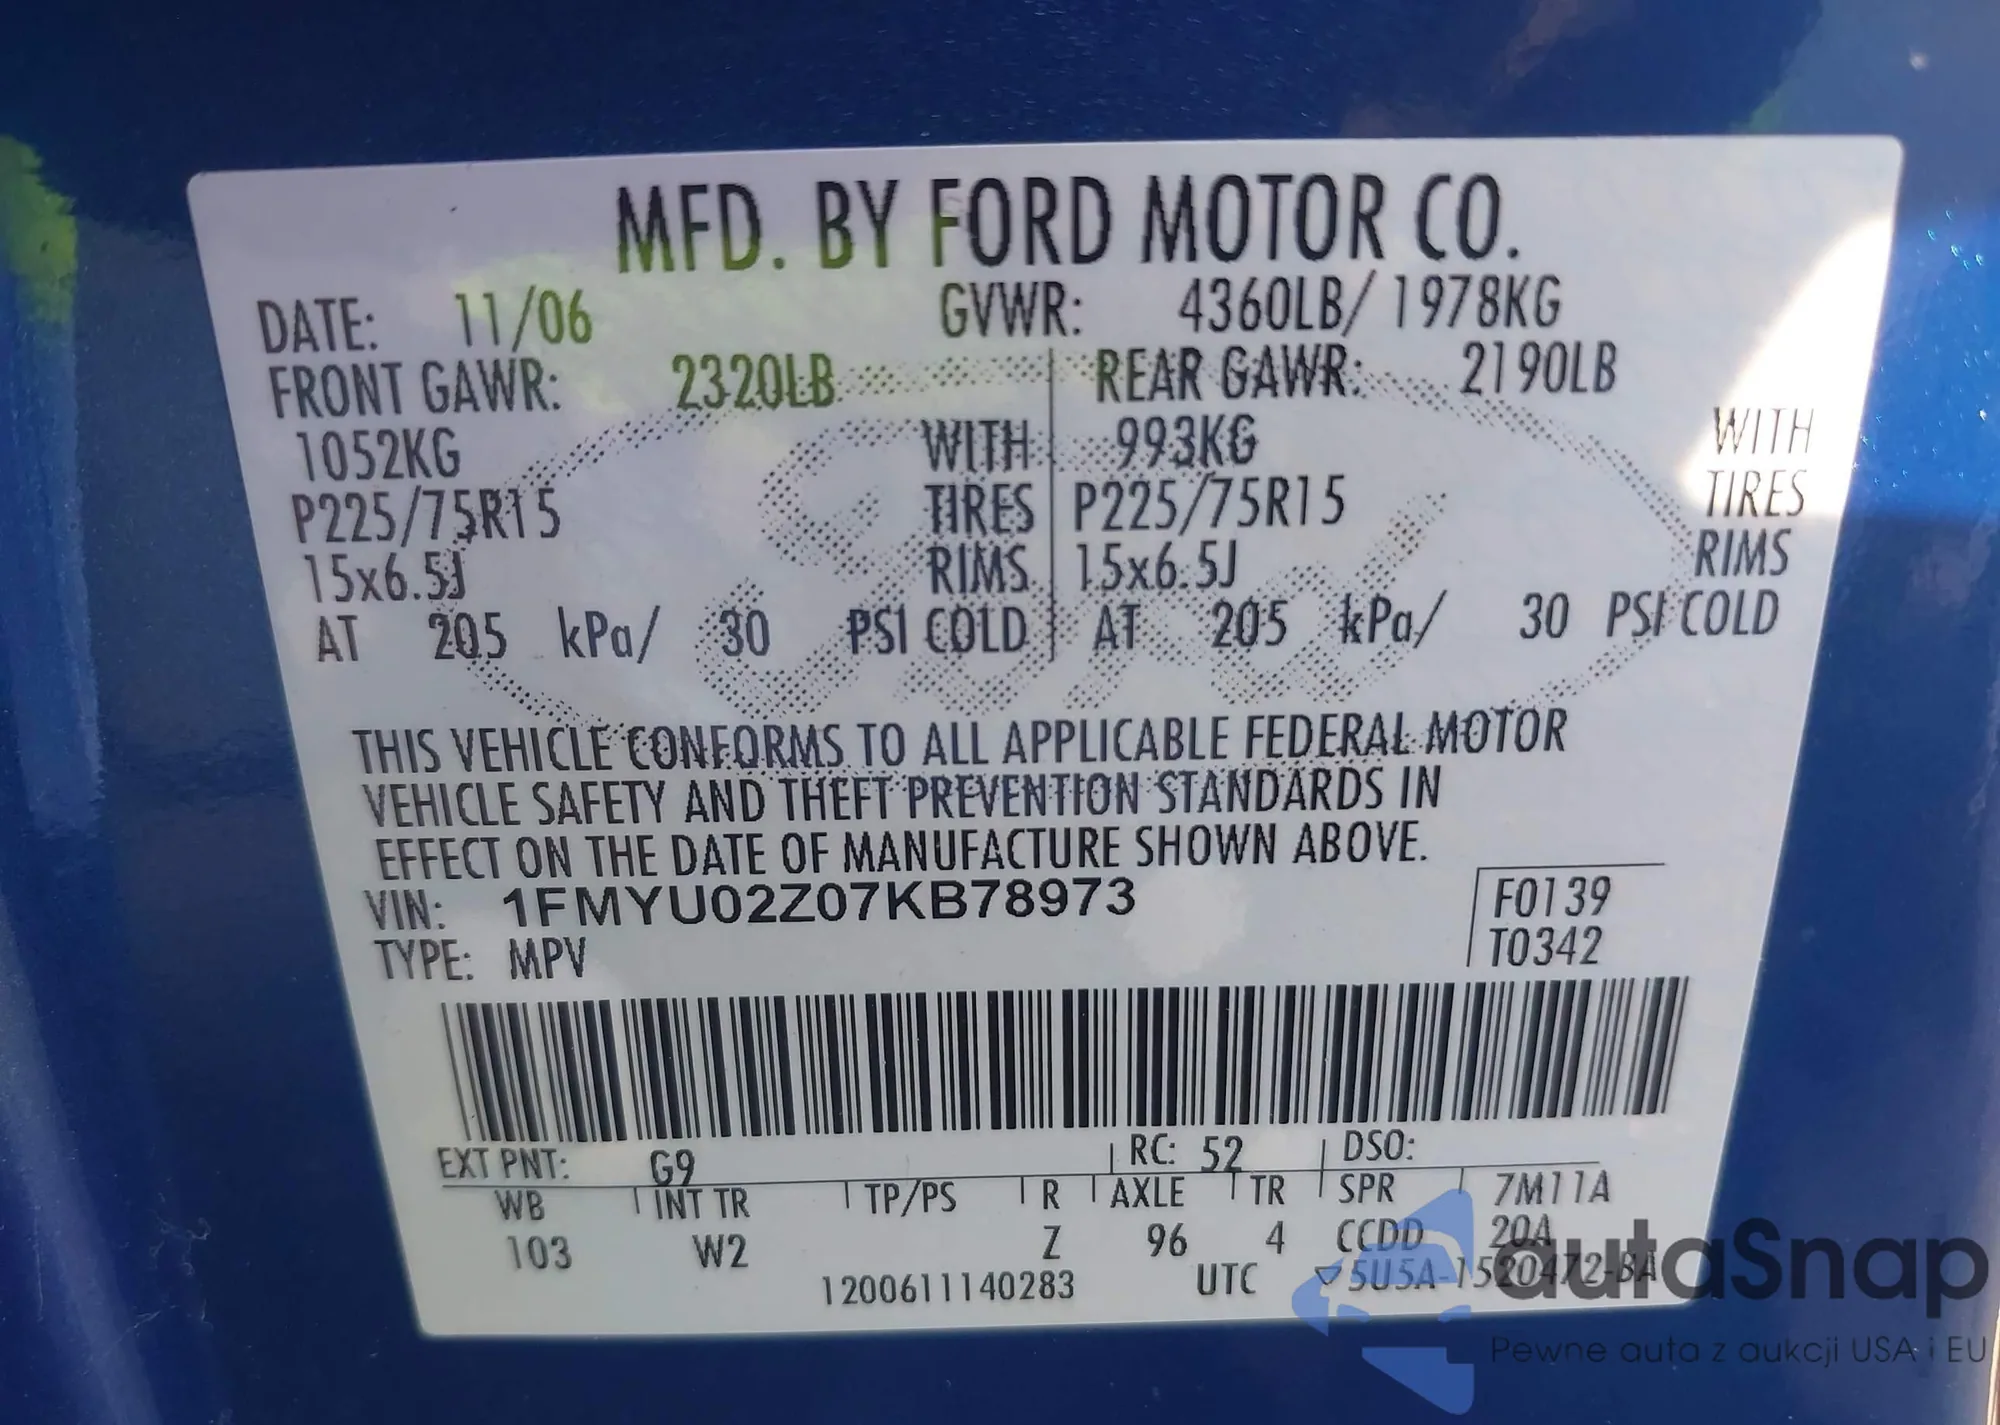 MFD. BY FORD MOTOR CO.
DATE: 11/06 GVWR: 4360LB/ 1978KG
FRONT GAWR: 2320LB REAR GAWR: 2190LB
1052KG WITH 993KG WITH
P225/75R15 TIRES P225/75R15 TIRES
15x6.5J RIMS 15x6.5J RIMS
AT 205 kPa/ 30 PSI COLD AT 205 kPa/ 30 PSI COLD
THIS VEHICLE CONFORMS TO ALL APPLICABLE FEDERAL MOTOR
VEHICLE SAFETY AND THEFT PREVENTION STANDARDS IN
EFFECT ON THE DATE OF MANUFACTURE SHOWN ABOVE.
VIN: 1FMYU02Z07KB78973 F0139
TYPE: MPV T0342
EXT PNT: G9 RC: 52 DSO:
WB INT TR TP/PS R AXLE TR SPR 7M11A
103 W2 Z 96 4 CCDD 20A
1200611140283 UTC ▽5U5A-1520472-BA
autaSnap
Pewne auta z aukcji USA i EU